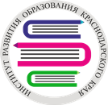 ИНСТИТУТ РАЗВИТИЯ ОБРАЗОВАНИЯ КРАСНОДАРСКОГО КРАЯ